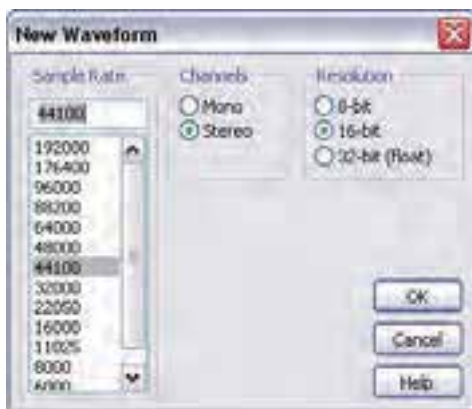 New Waveform
Sample Rate
44100
192000
176400
96000
88200
64000
48000
44100
32000
22050
16000
11025
8000
6000
Channels
Mono
Stereo
Resolution
8-bit
16-bit
32-bit (float)
OK
Cancel
Help